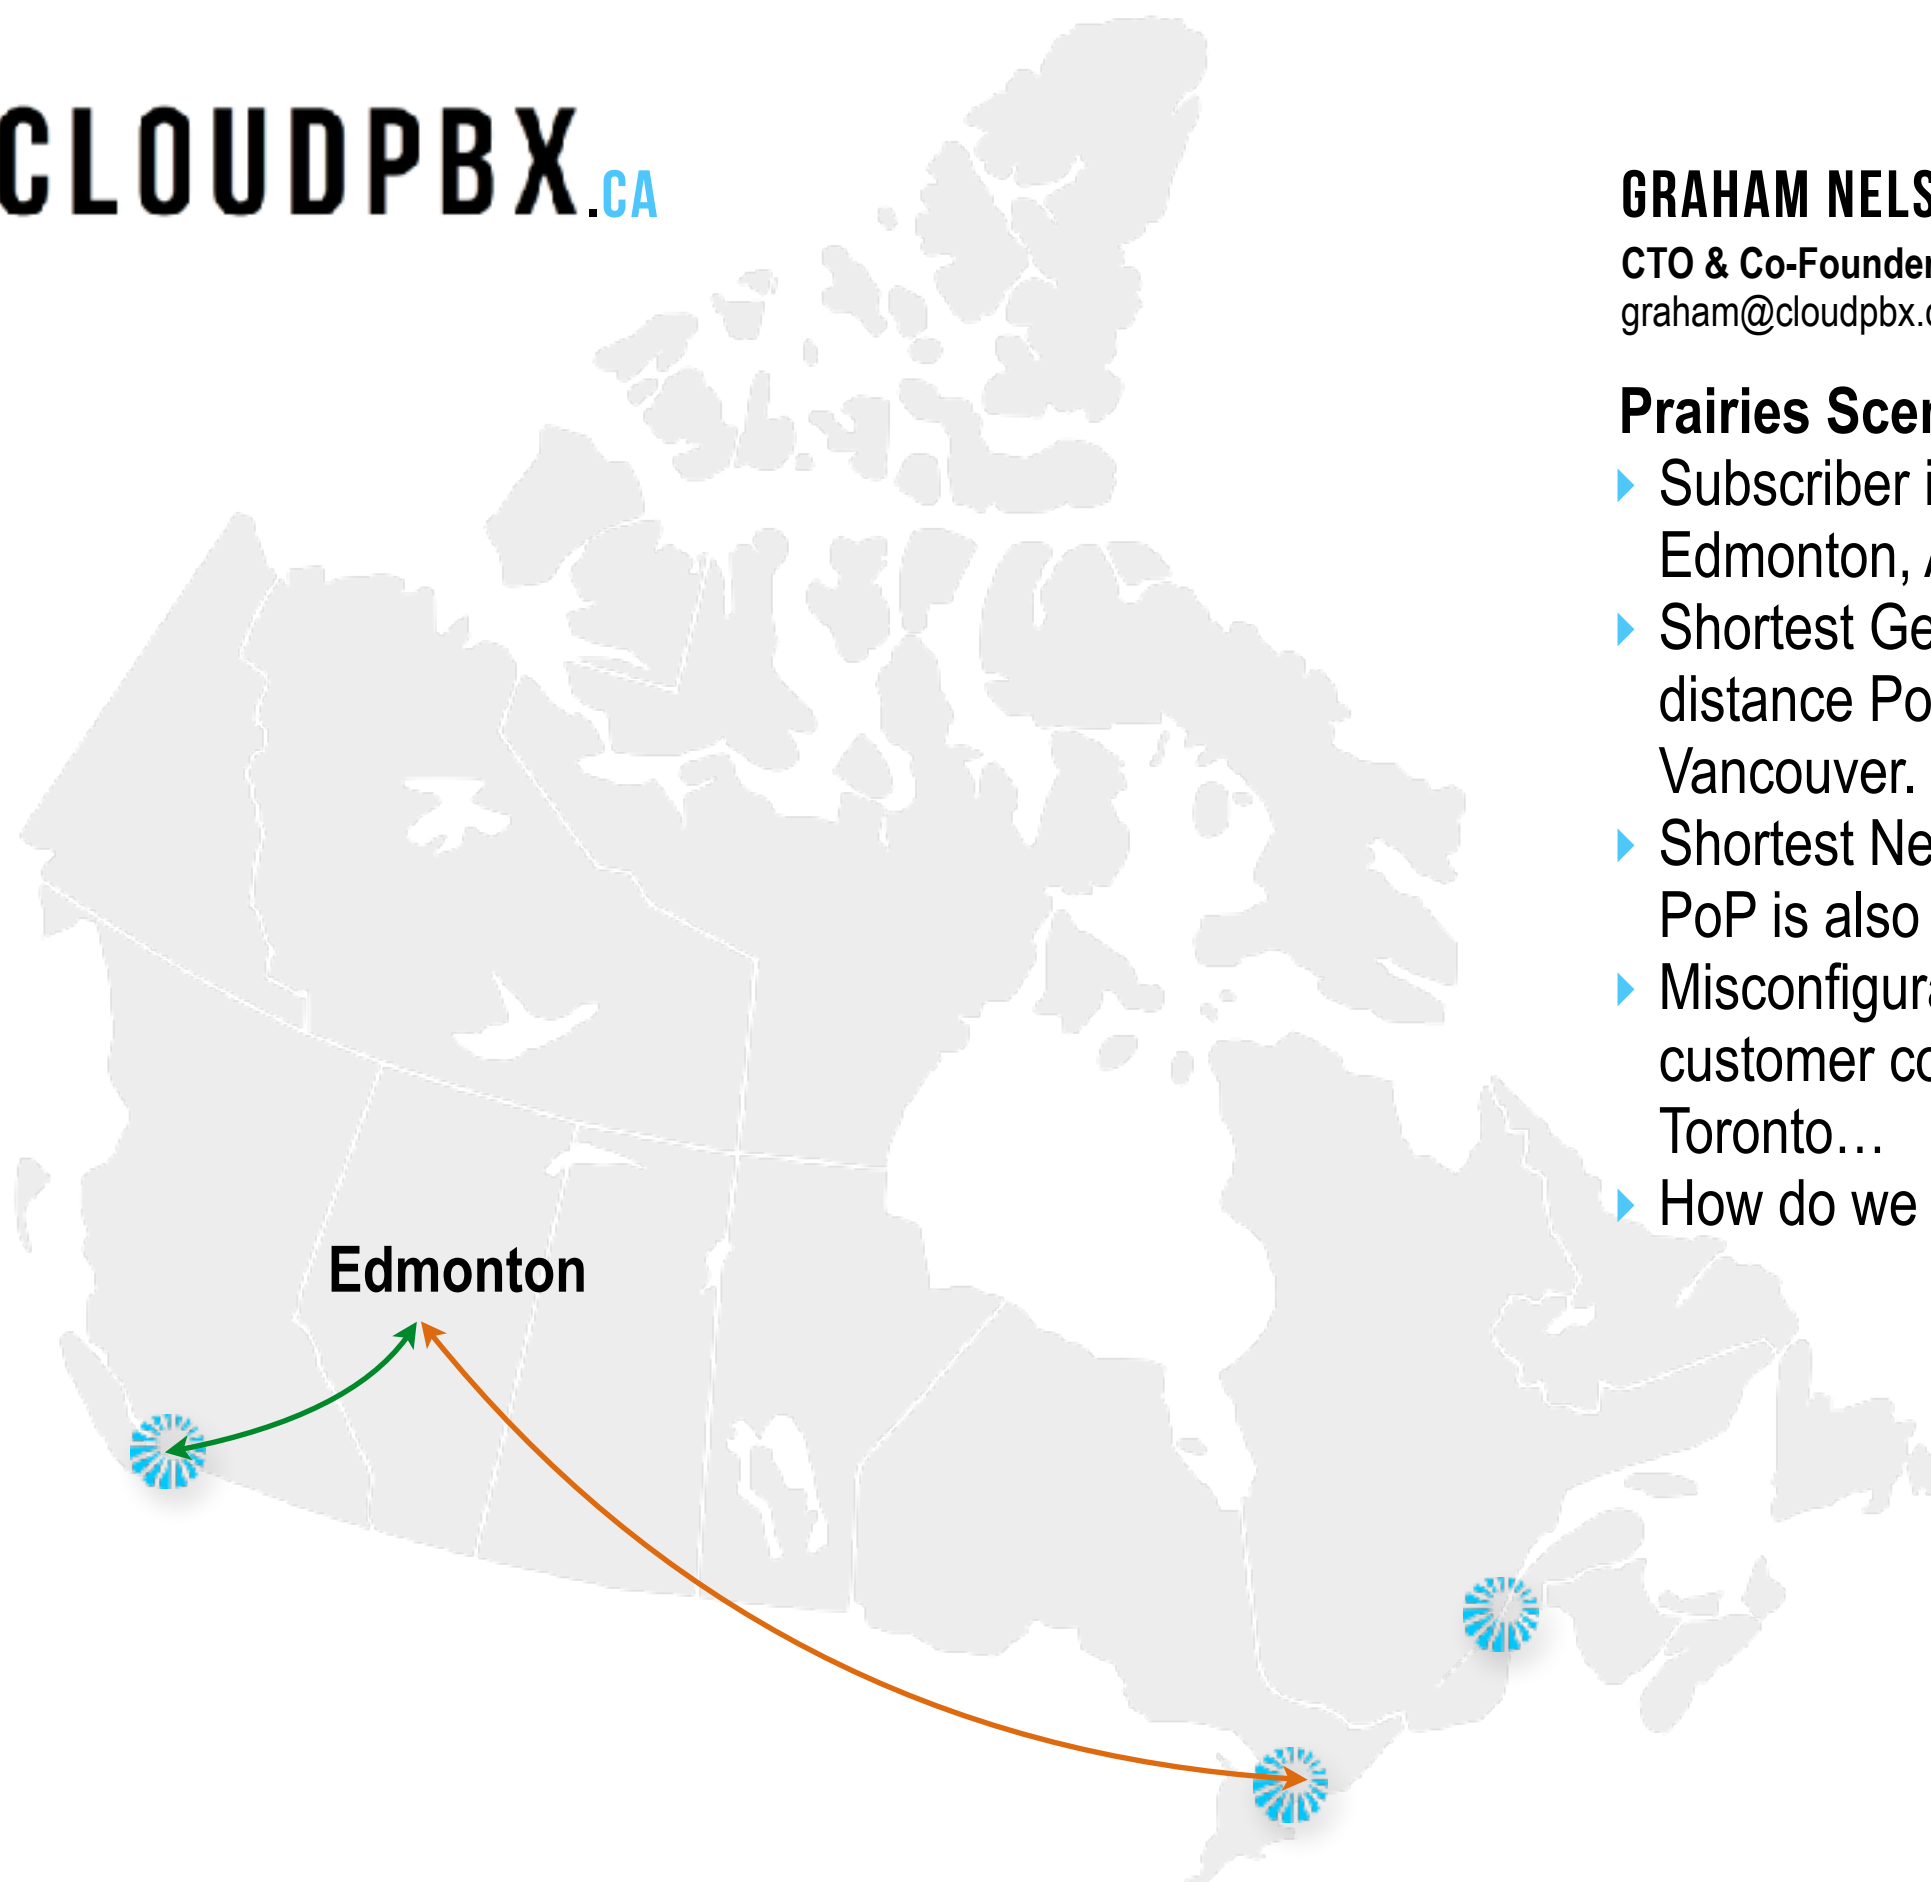 CLOUDPBX.CA
GRAHAM NELS
CTO & Co-Founder
graham@cloudpbx.c
Prairies Scen
Subscriber i
Edmonton, A
Shortest Ge
distance Po
Vancouver.
Shortest Ne
PoP is also
Misconfigura
customer co
Toronto…
How do we
Edmonton